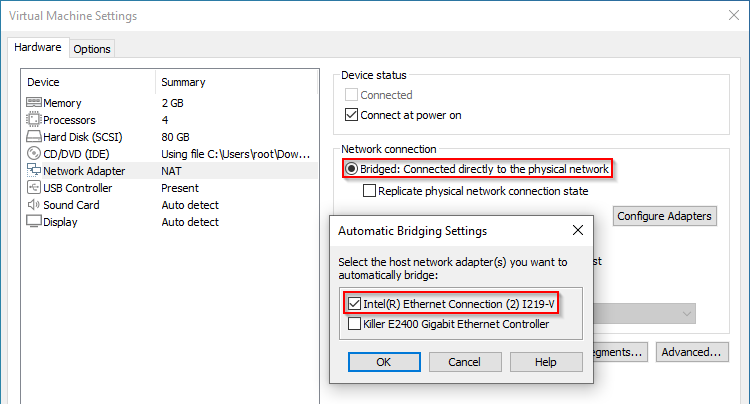 Virtual Machine Settings
Hardware
Options
Device Summary
Memory 2 GB
Processors 4
Hard Disk (SCSI) 80 GB
CD/DVD (IDE) Using file C:\Users\root\Dow...
Network Adapter NAT
USB Controller Present
Sound Card Auto detect
Display Auto detect
Device status
Connected
Connect at power on
Network connection
Bridged: Connected directly to the physical network
Replicate physical network connection state
Configure Adapters
Automatic Bridging Settings
Select the host network adapter(s) you want to
automatically bridge:
Intel(R) Ethernet Connection (2) I219-V
Killer E2400 Gigabit Ethernet Controller
OK
Cancel
Help
Advanced...